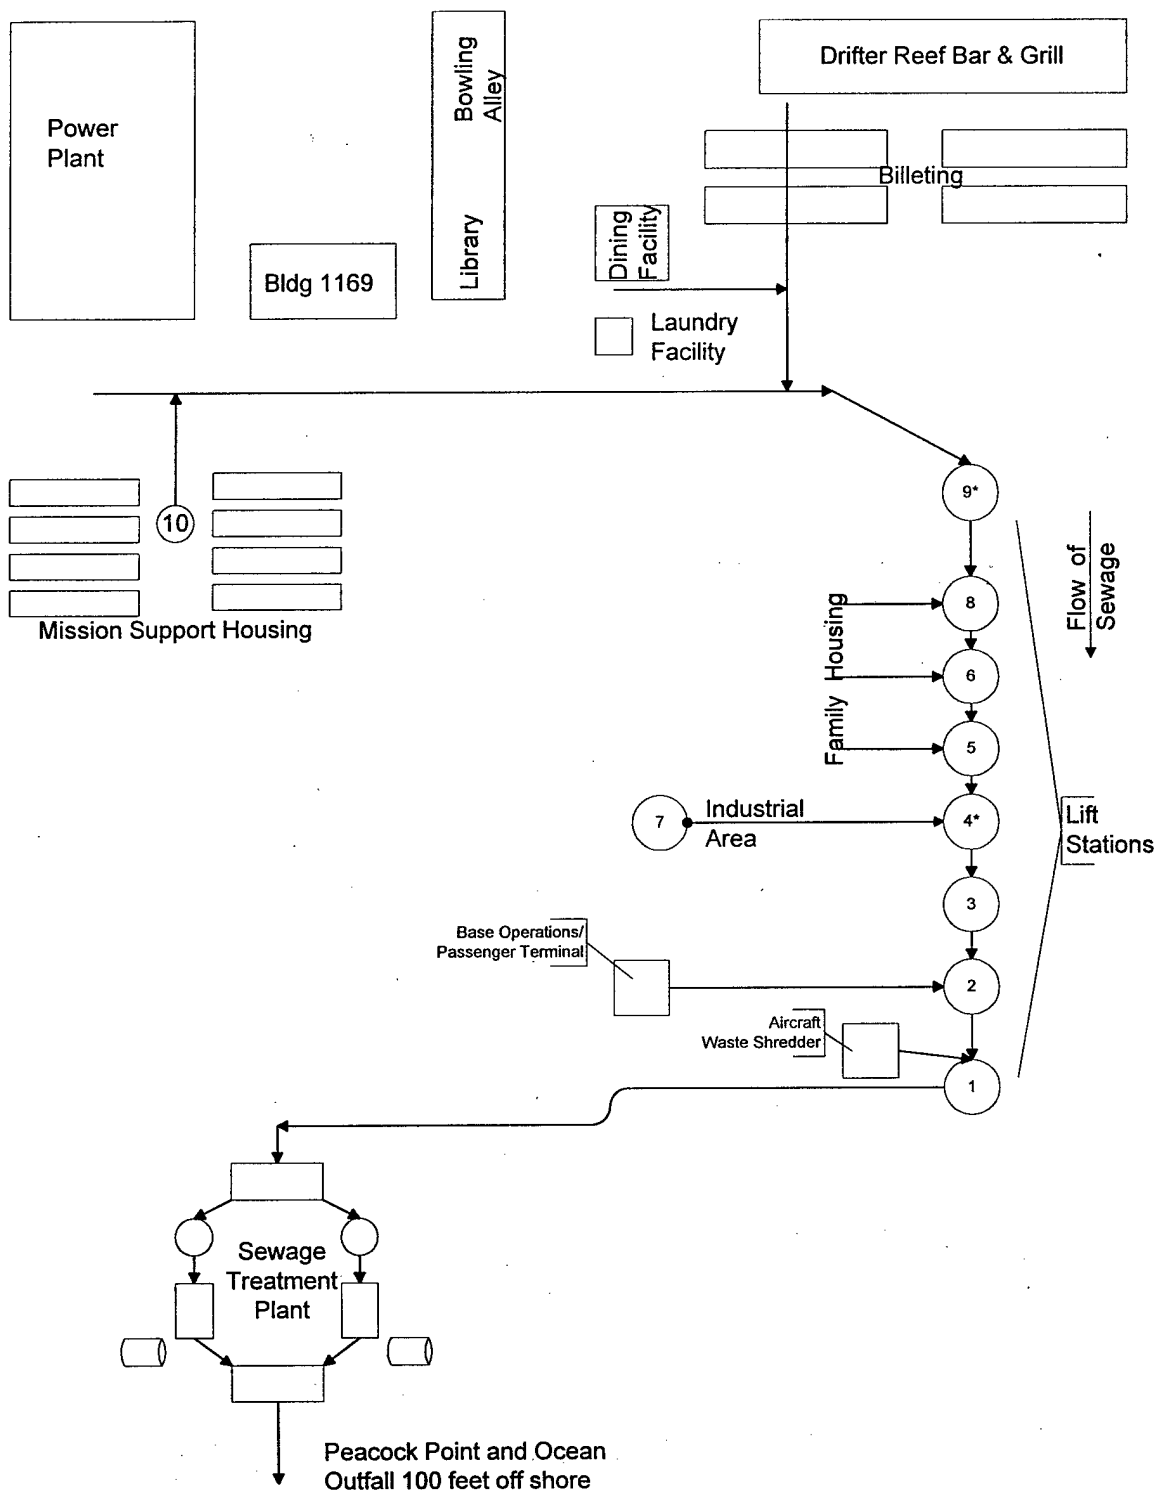 Power
Plant
Bldg 1169
Bowling
Alley
Library
Drifter Reef Bar & Grill
Billeting
Dining
Facility
Laundry
Facility
10
Mission Support Housing
9*
8
6
5
4*
3
2
1
Flow of
Sewage
Family Housing
7
Industrial
Area
Lift
Stations
Base Operations/
Passenger Terminal
Aircraft
Waste Shredder
Sewage
Treatment
Plant
Peacock Point and Ocean
Outfall 100 feet off shore